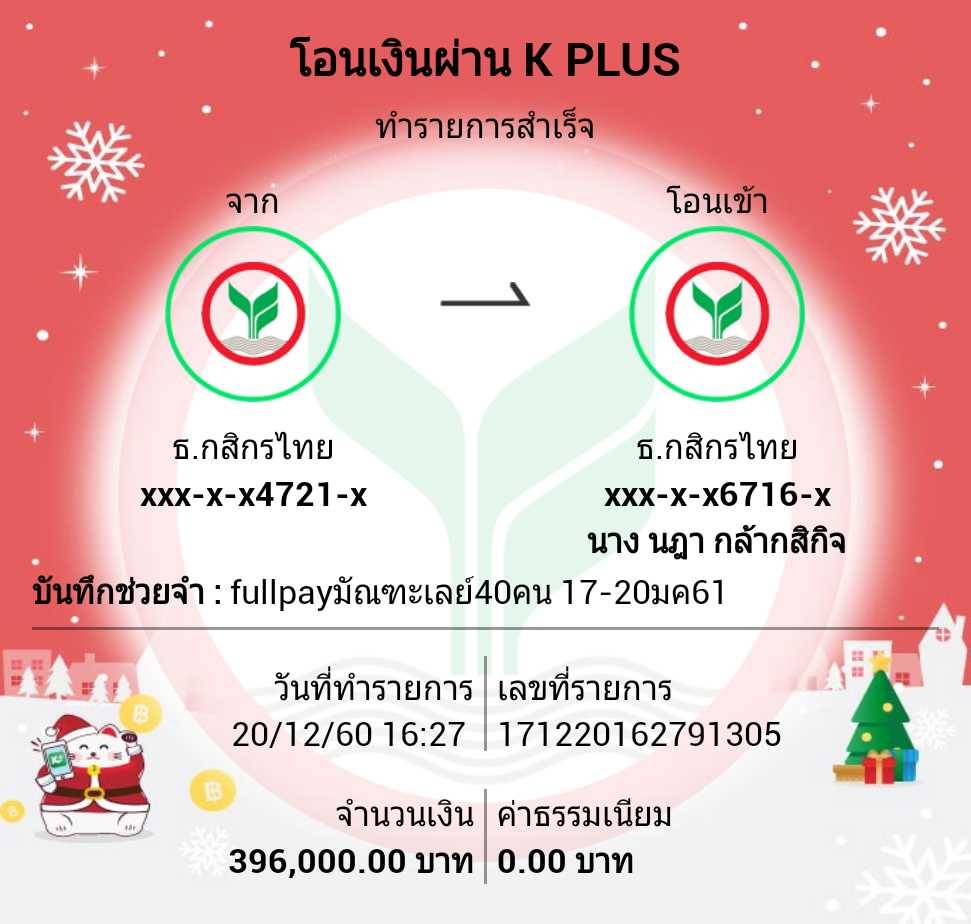 โอนเงินผ่าน K PLUS
ทำรายการสำเร็จ
จาก
โอนเข้า
ธ.กสิกรไทย
xxx-x-x4721-x
ธ.กสิกรไทย
xxx-x-x6716-x
นาง นฎา กล้ากสิกิจ
บันทึกช่วยจำ : fullpayมัณฑะเลย์40คน 17-20มค61
วันที่ทำรายการ
20/12/60 16:27
เลขที่รายการ
171220162791305
จำนวนเงิน
396,000.00 บาท
ค่าธรรมเนียม
0.00 บาท